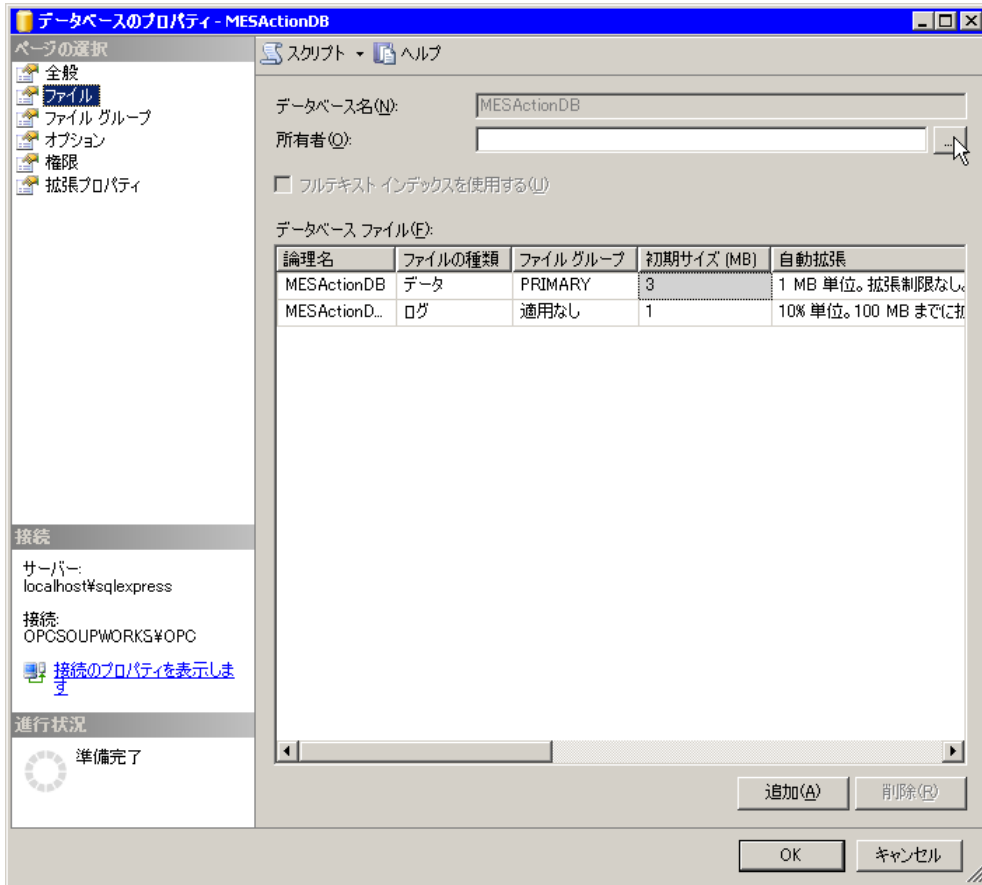 データベースのプロパティ - MESActionDB
ページの選択
全般
ファイル
ファイル グループ
オプション
権限
拡張プロパティ
スクリプト
ヘルプ
データベース名(N):
MESActionDB
所有者(O):
...
フルテキスト インデックスを使用する(U)
データベース ファイル(F):
論理名 ファイルの種類 ファイル グループ 初期サイズ (MB) 自動拡張
MESActionDB データ PRIMARY 3 1 MB 単位。拡張制限なし。
MESActionD... ログ 適用なし 1 10% 単位。100 MB までに拡
接続
サーバー:
localhost¥sqlexpress
接続:
OPCSOUPWORKS¥OPC
接続のプロパティを表示しま
す
進行状況
準備完了
追加(A)
削除(R)
OK
キャンセル